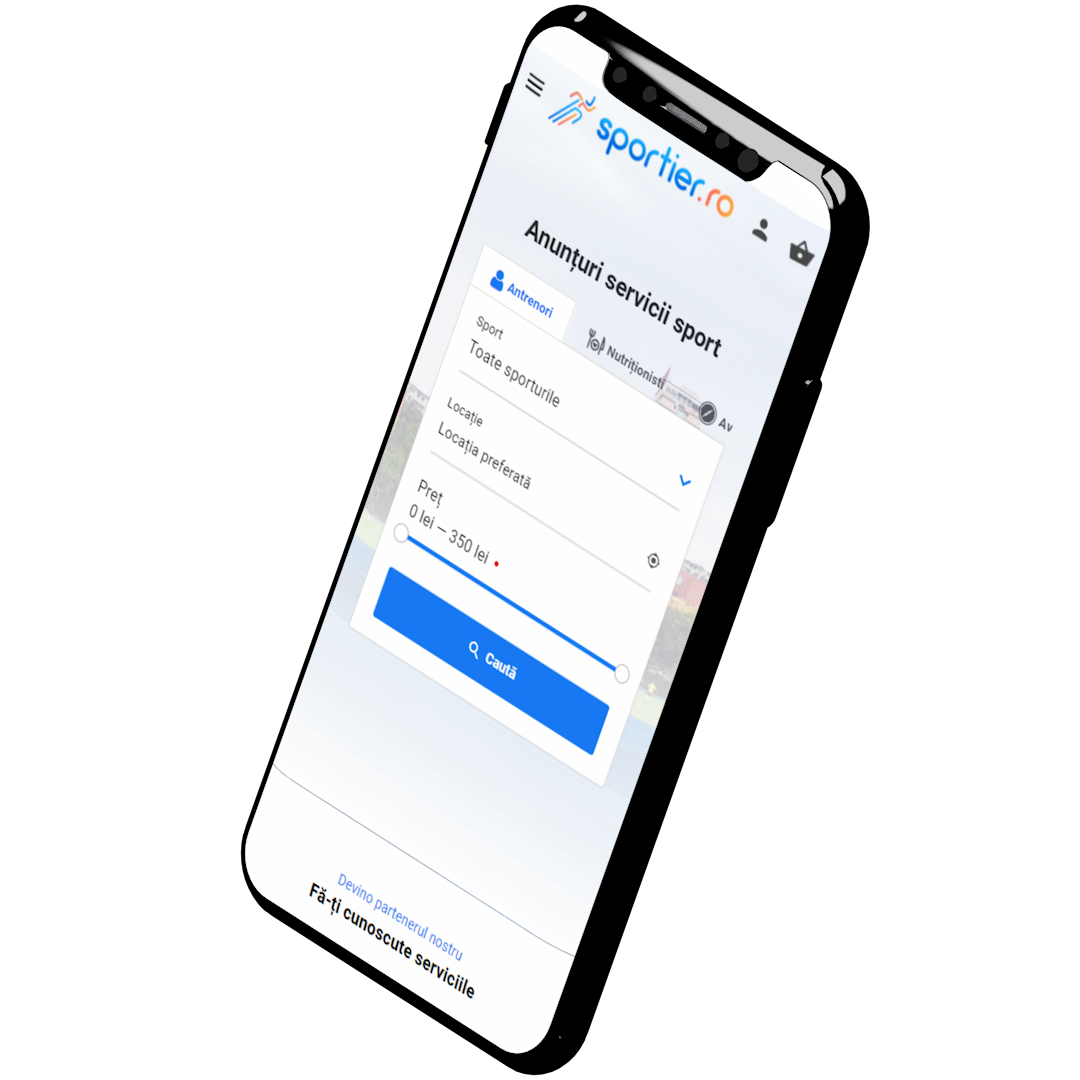 sportier.ro
Anunțuri servicii sport
Antrenori
Nutriționisti
Av
Sport
Toate sporturile
Locație
Locația preferată
Preț
0 lei – 350 lei
Caută
Devino partenerul nostru
Fă-ți cunoscute serviciile